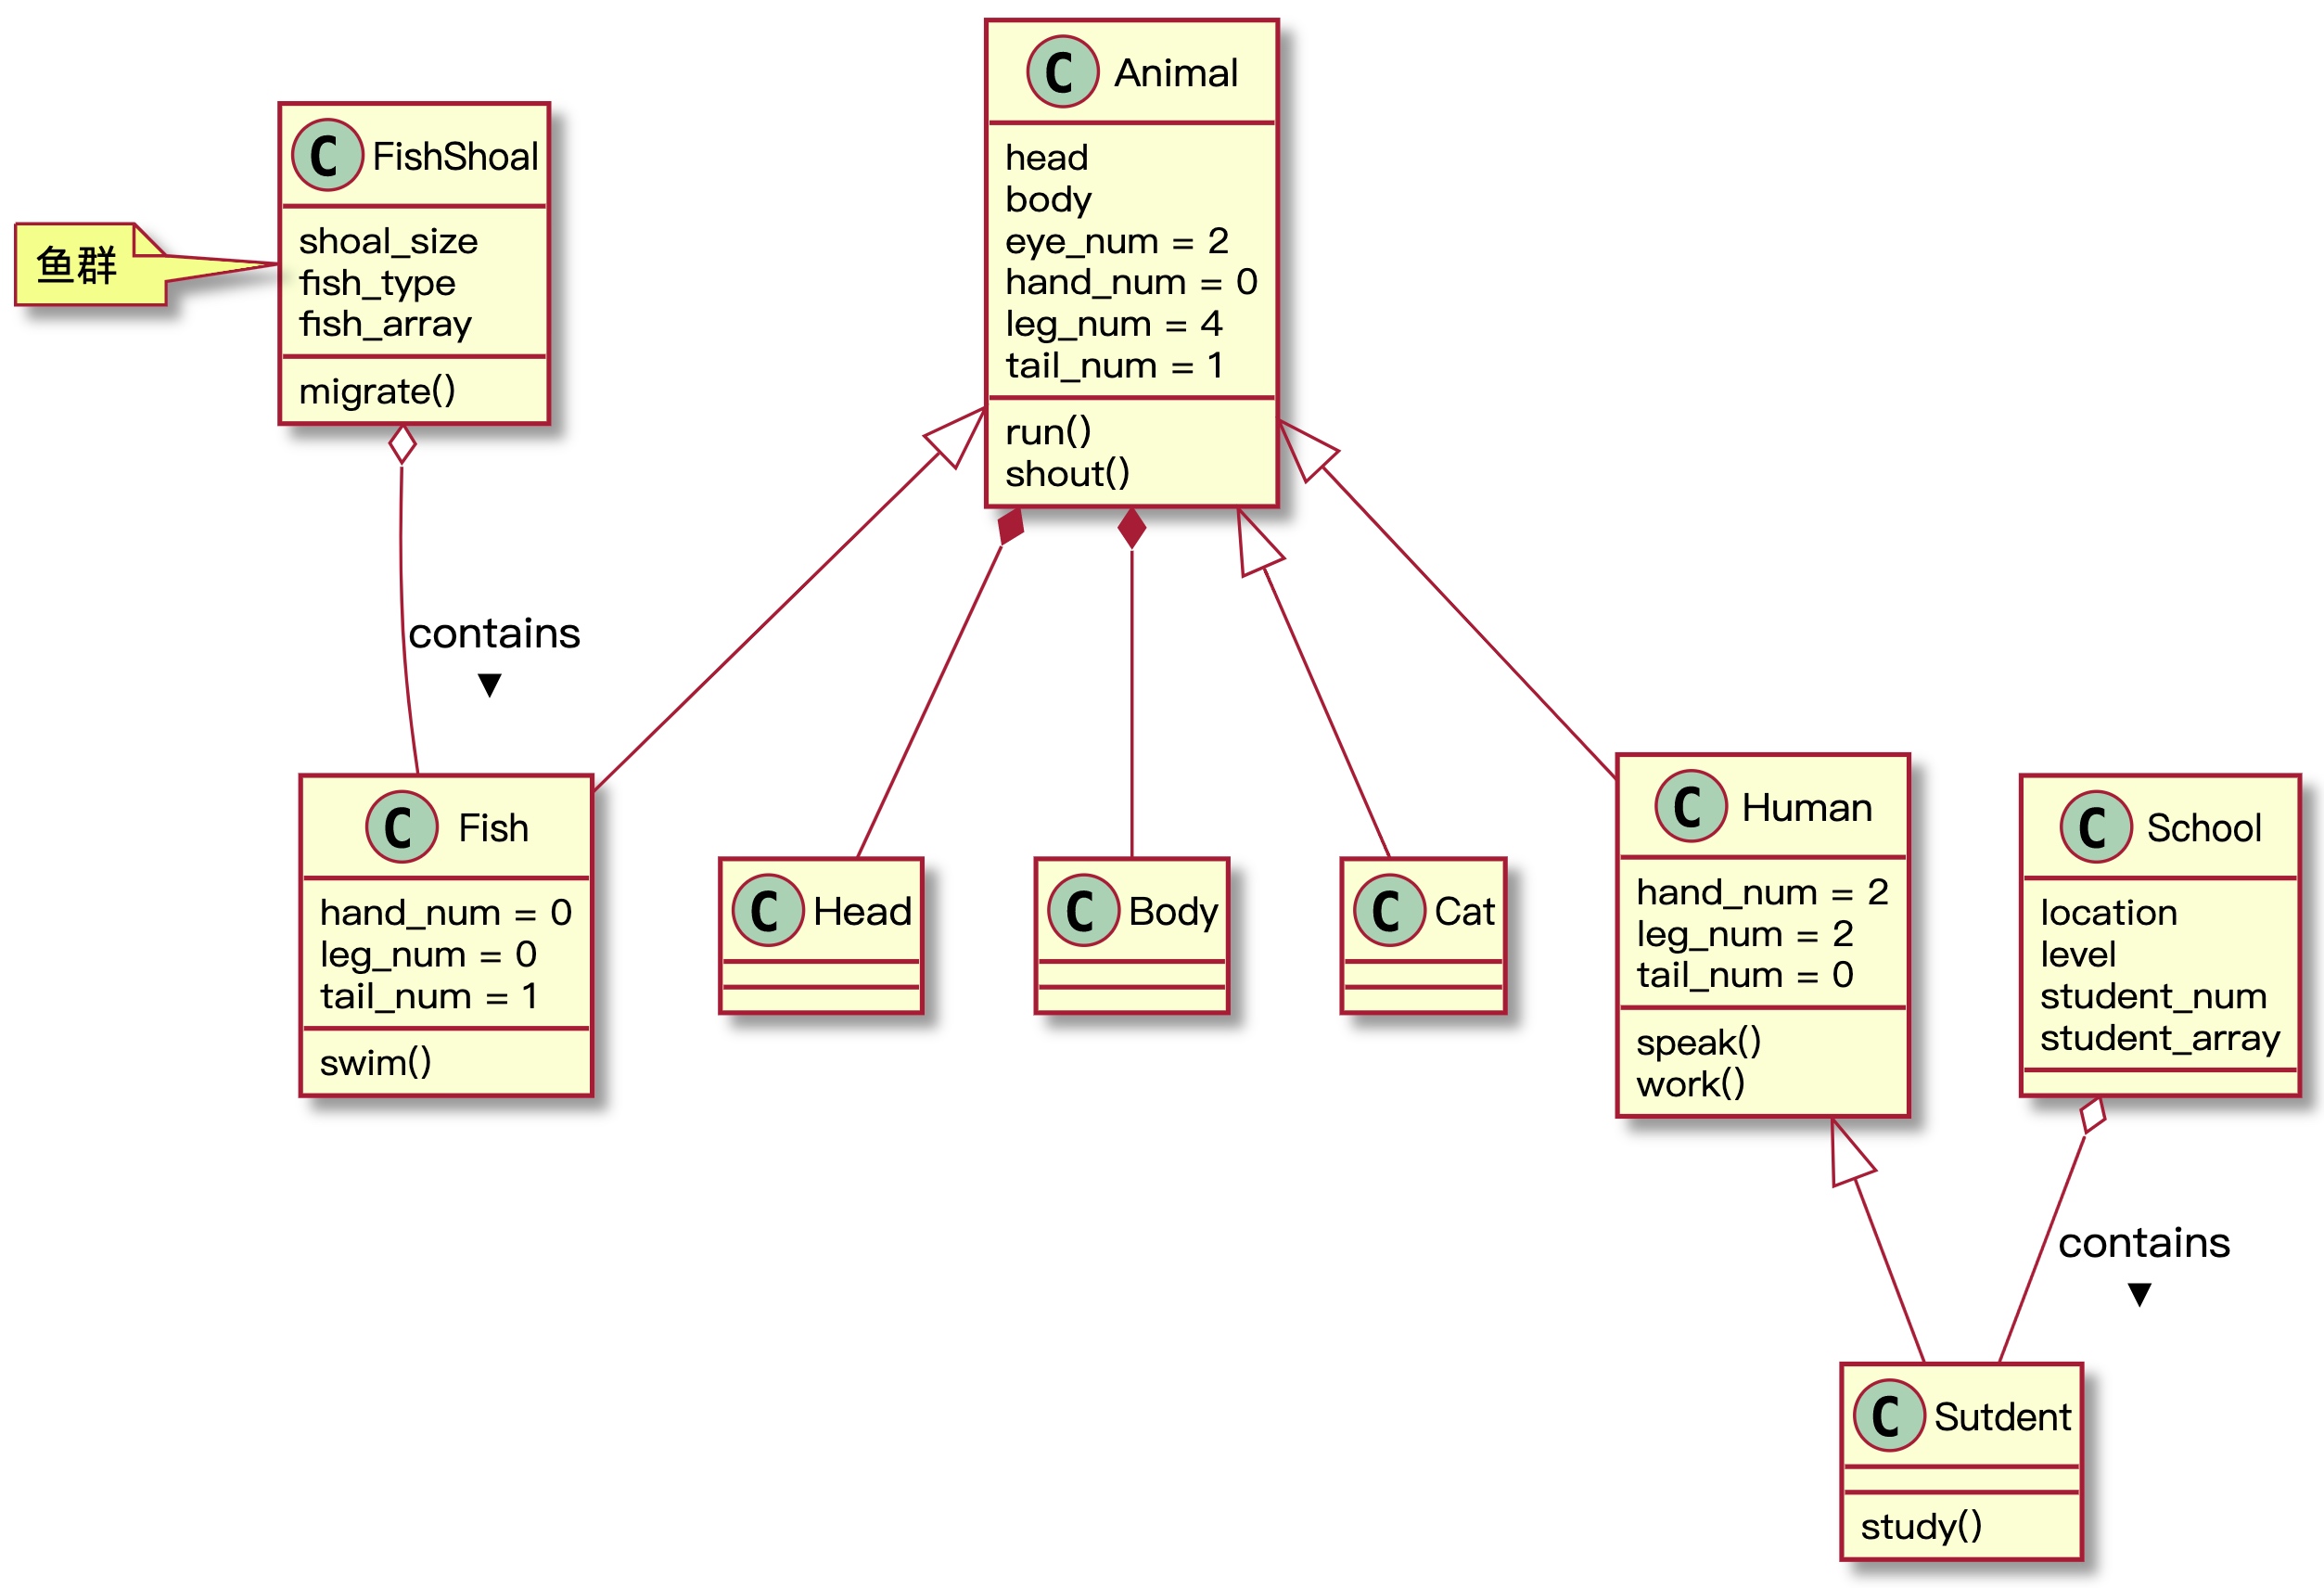 C Animal
head
body
eye_num = 2
hand_num = 0
leg_num = 4
tail_num = 1
run()
shout()
C FishShoal
shoal_size
fish_type
fish_array
migrate()
鱼群
contains
▼
C Fish
hand_num = 0
leg_num = 0
tail_num = 1
swim()
C Head
C Body
C Cat
C Human
hand_num = 2
leg_num = 2
tail_num = 0
speak()
work()
C School
location
level
student_num
student_array
contains
▼
C Sutdent
study()